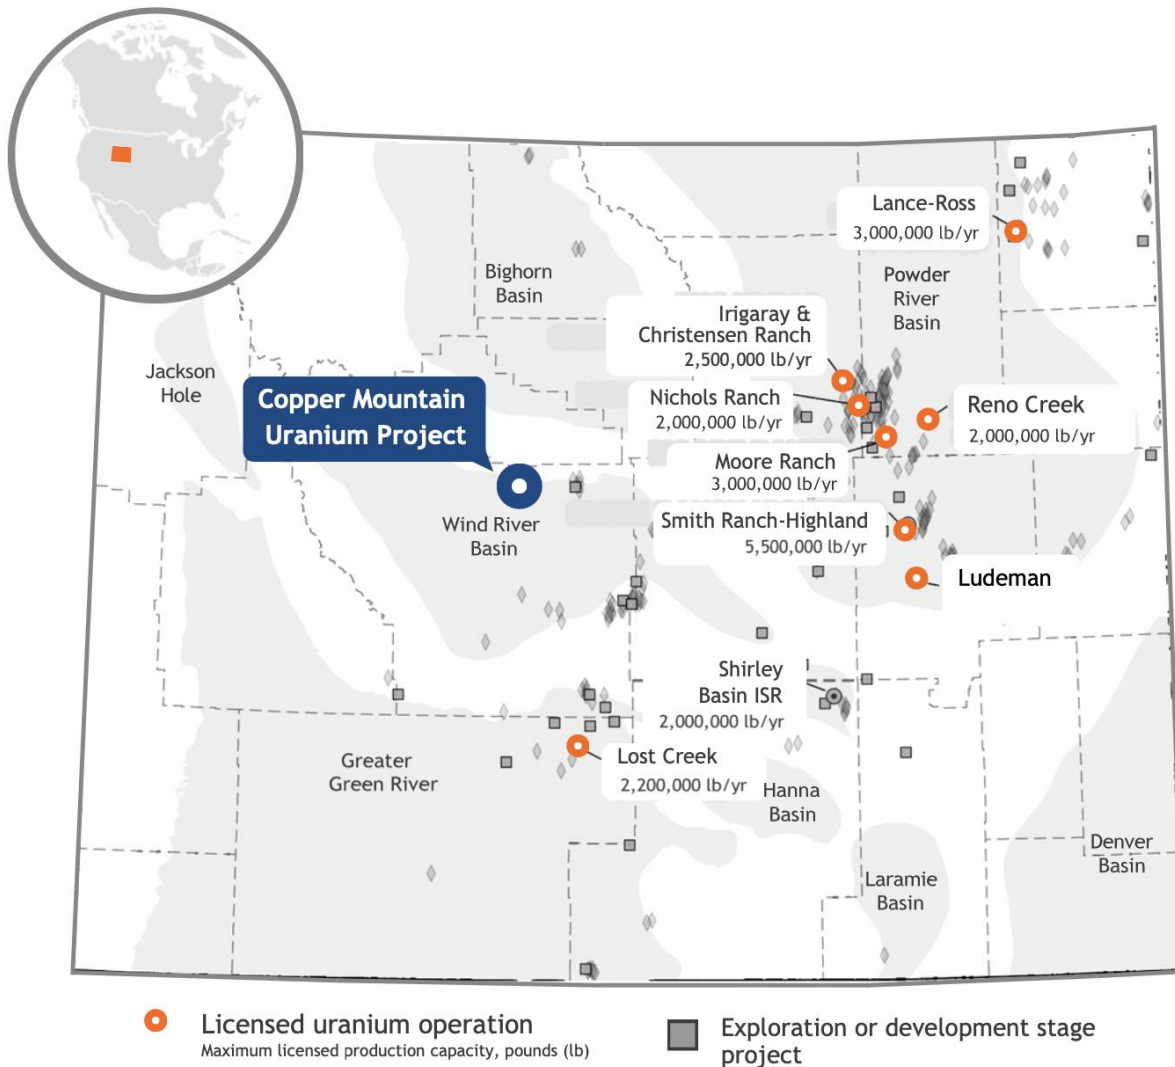 Lance-Ross
3,000,000 lb/yr
Bighorn
Basin
Powder
River
Basin
Irigaray &
Christensen Ranch
2,500,000 lb/yr
Jackson
Hole
Copper Mountain
Uranium Project
Nichols Ranch
2,000,000 lb/yr
Reno Creek
2,000,000 lb/yr
Moore Ranch
3,000,000 lb/yr
Wind River
Basin
Smith Ranch-Highland
5,500,000 lb/yr
Ludeman
Shirley
Basin ISR
2,000,000 lb/yr
Lost Creek
2,200,000 lb/yr
Greater
Green River
Hanna
Basin
Denver
Basin
Laramie
Basin
Licensed uranium operation
Maximum licensed production capacity, pounds (lb)
Exploration or development stage
project